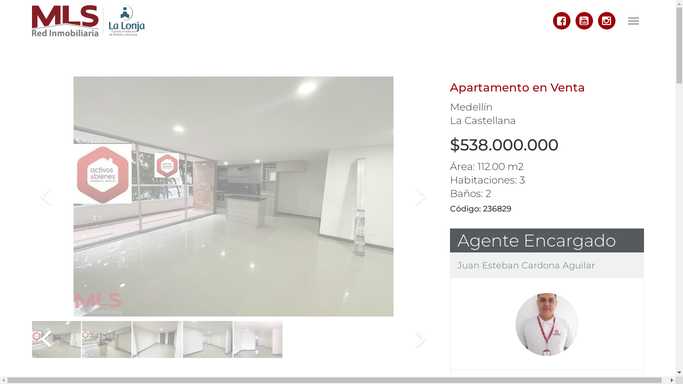 MLS
Red Inmobiliaria
La Lonja
Apartamento en Venta
Medellín
La Castellana
$538.000.000
Área: 112.00 m2
Habitaciones: 3
Baños: 2
Código: 236829
Agente Encargado
Juan Esteban Cardona Aguilar
activos
&bienes
MLS